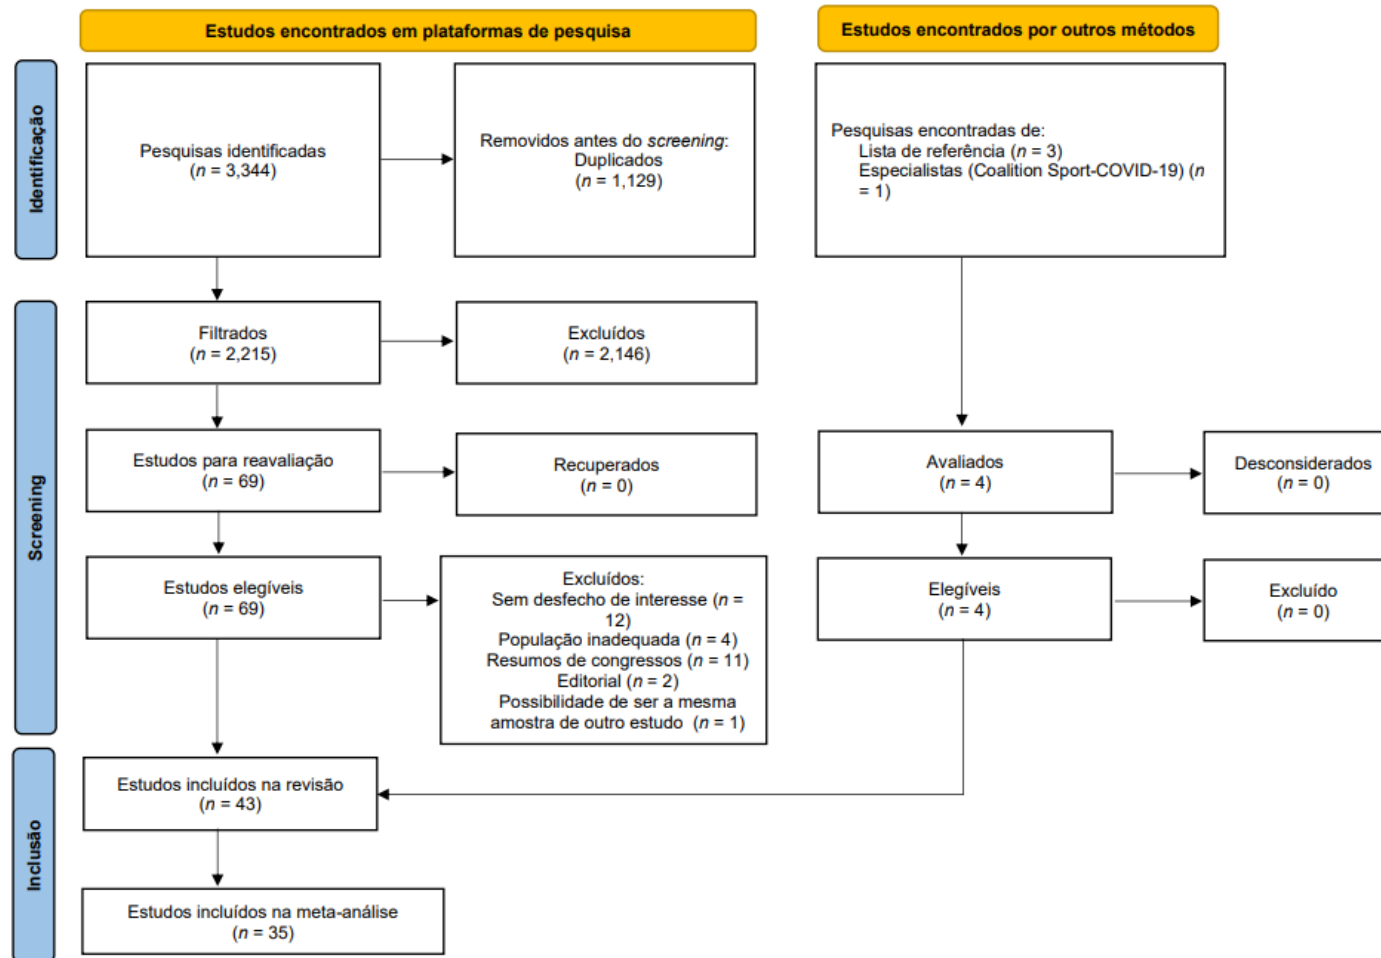 Estudos encontrados em plataformas de pesquisa
Estudos encontrados por outros métodos
Identificação
Pesquisas identificadas
(n = 3,344)
Removidos antes do screening:
Duplicados
(n = 1,129)
Pesquisas encontradas de:
Lista de referência (n = 3)
Especialistas (Coalition Sport-COVID-19) (n
= 1)
Screening
Filtrados
(n = 2,215)
Excluídos
(n = 2,146)
Estudos para reavaliação
(n = 69)
Recuperados
(n = 0)
Avaliados
(n = 4)
Desconsiderados
(n = 0)
Estudos elegíveis
(n = 69)
Excluídos:
Sem desfecho de interesse (n =
12)
População inadequada (n = 4)
Resumos de congressos (n = 11)
Editorial (n = 2)
Possibilidade de ser a mesma
amostra de outro estudo (n = 1)
Elegíveis
(n = 4)
Excluído
(n = 0)
Inclusão
Estudos incluídos na revisão
(n = 43)
Estudos incluídos na meta-análise
(n = 35)